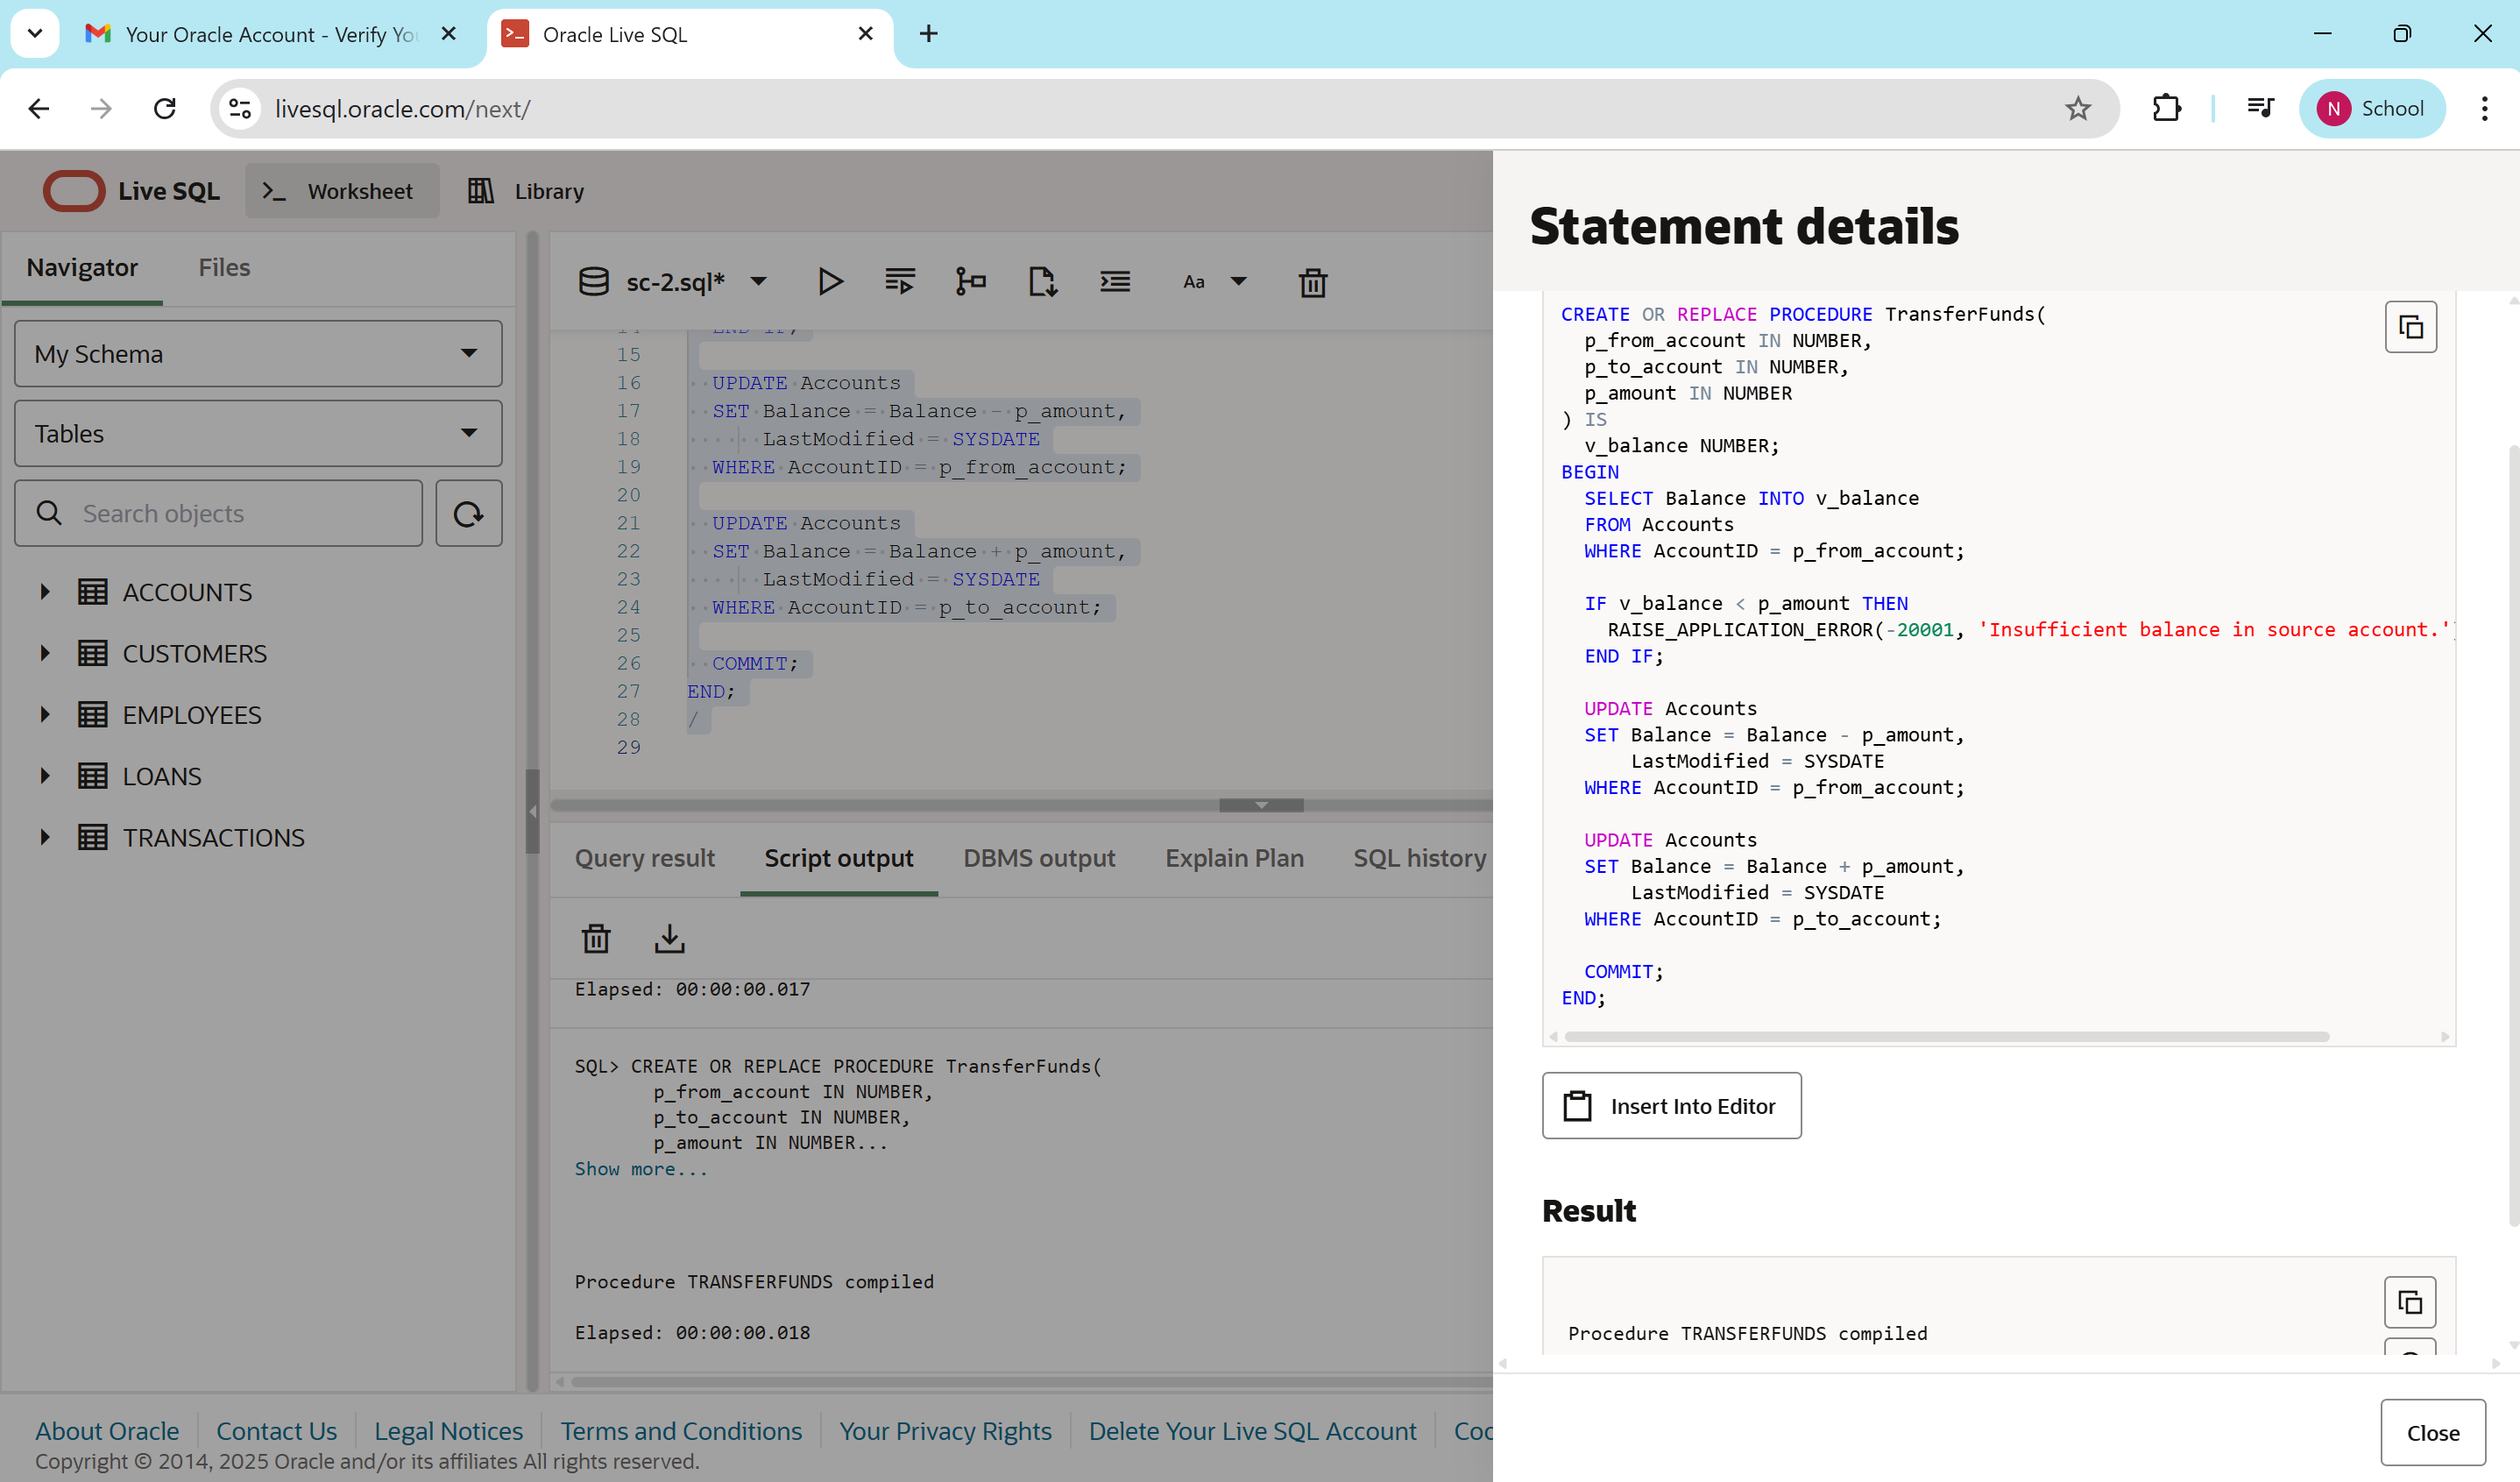 Your Oracle Account - Verify Yo
Oracle Live SQL
livesql.oracle.com/next/
N
School
Live SQL
Worksheet
Library
Navigator
Files
My Schema
Tables
Search objects
ACCOUNTS
CUSTOMERS
EMPLOYEES
LOANS
TRANSACTIONS
sc-2.sql*
Aa
14 END IF;
15
16 UPDATE Accounts
17 SET Balance = Balance - p_amount,
18 LastModified = SYSDATE
19 WHERE AccountID = p_from_account;
20
21 UPDATE Accounts
22 SET Balance = Balance + p_amount,
23 LastModified = SYSDATE
24 WHERE AccountID = p_to_account;
25
26 COMMIT;
27 END;
28 /
29
Query result
Script output
DBMS output
Explain Plan
SQL history
Elapsed: 00:00:00.017
SQL> CREATE OR REPLACE PROCEDURE TransferFunds(
p_from_account IN NUMBER,
p_to_account IN NUMBER,
p_amount IN NUMBER...
Show more...
Procedure TRANSFERFUNDS compiled
Elapsed: 00:00:00.018
Statement details
CREATE OR REPLACE PROCEDURE TransferFunds(
p_from_account IN NUMBER,
p_to_account IN NUMBER,
p_amount IN NUMBER
) IS
v_balance NUMBER;
BEGIN
SELECT Balance INTO v_balance
FROM Accounts
WHERE AccountID = p_from_account;
IF v_balance < p_amount THEN
RAISE_APPLICATION_ERROR(-20001, 'Insufficient balance in source account.')
END IF;
UPDATE Accounts
SET Balance = Balance - p_amount,
LastModified = SYSDATE
WHERE AccountID = p_from_account;
UPDATE Accounts
SET Balance = Balance + p_amount,
LastModified = SYSDATE
WHERE AccountID = p_to_account;
COMMIT;
END;
Insert Into Editor
Result
Procedure TRANSFERFUNDS compiled
Close
About Oracle
Contact Us
Legal Notices
Terms and Conditions
Your Privacy Rights
Delete Your Live SQL Account
Coo
Copyright © 2014, 2025 Oracle and/or its affiliates All rights reserved.